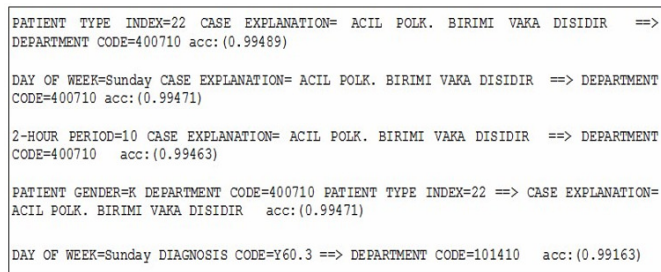 PATIENT TYPE INDEX=22 CASE EXPLANATION= ACIL POLK. BIRIMI VAKA DISIDIR ==>
DEPARTMENT CODE=400710 acc:(0.99489)
DAY OF WEEK=Sunday CASE EXPLANATION= ACIL POLK. BIRIMI VAKA DISIDIR ==> DEPARTMENT
CODE=400710 acc:(0.99471)
2-HOUR PERIOD=10 CASE EXPLANATION= ACIL POLK. BIRIMI VAKA DISIDIR ==> DEPARTMENT
CODE=400710 acc:(0.99463)
PATIENT GENDER=K DEPARTMENT CODE=400710 PATIENT TYPE INDEX=22 ==> CASE EXPLANATION=
ACIL POLK. BIRIMI VAKA DISIDIR acc:(0.99471)
DAY OF WEEK=Sunday DIAGNOSIS CODE=Y60.3 ==> DEPARTMENT CODE=101410 acc:(0.99163)